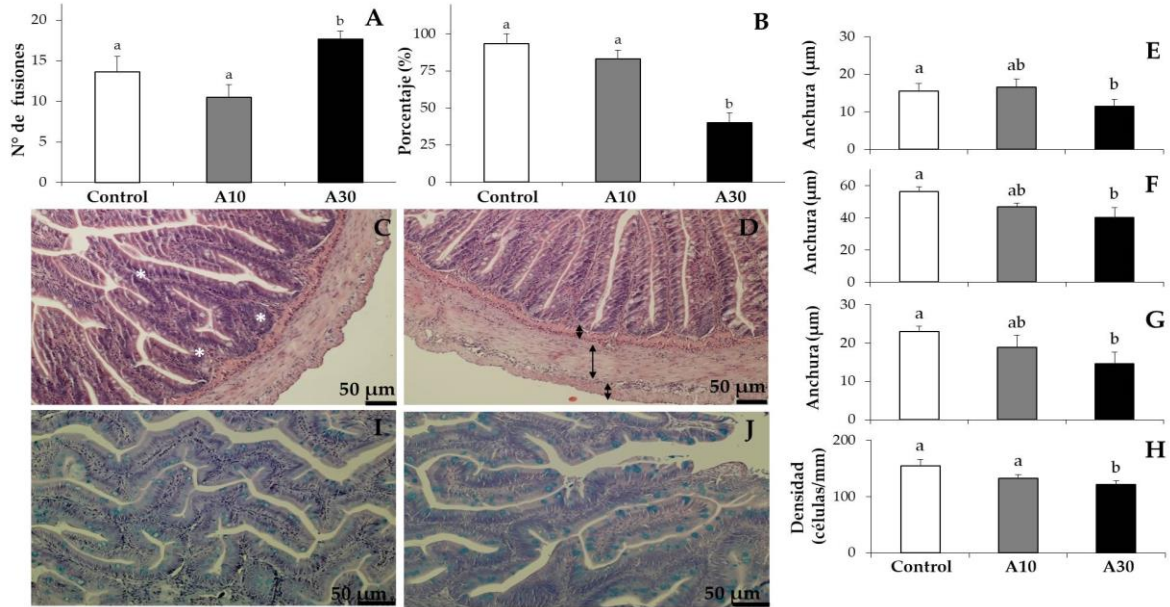 A
N° de fusiones
20
15
10
5
0
a
a
b
Control A10 A30
B
Porcentaje (%)
100
75
50
25
0
a
a
b
Control A10 A30
C
*
*
*
50 µm
D
50 µm
I
50 µm
J
50 µm
E
Anchura (µm)
30
20
10
0
a
ab
b
F
Anchura (µm)
60
40
20
0
a
ab
b
G
Anchura (µm)
30
20
10
0
a
ab
b
H
Densidad
(células/mm)
200
100
0
a
a
b
Control A10 A30